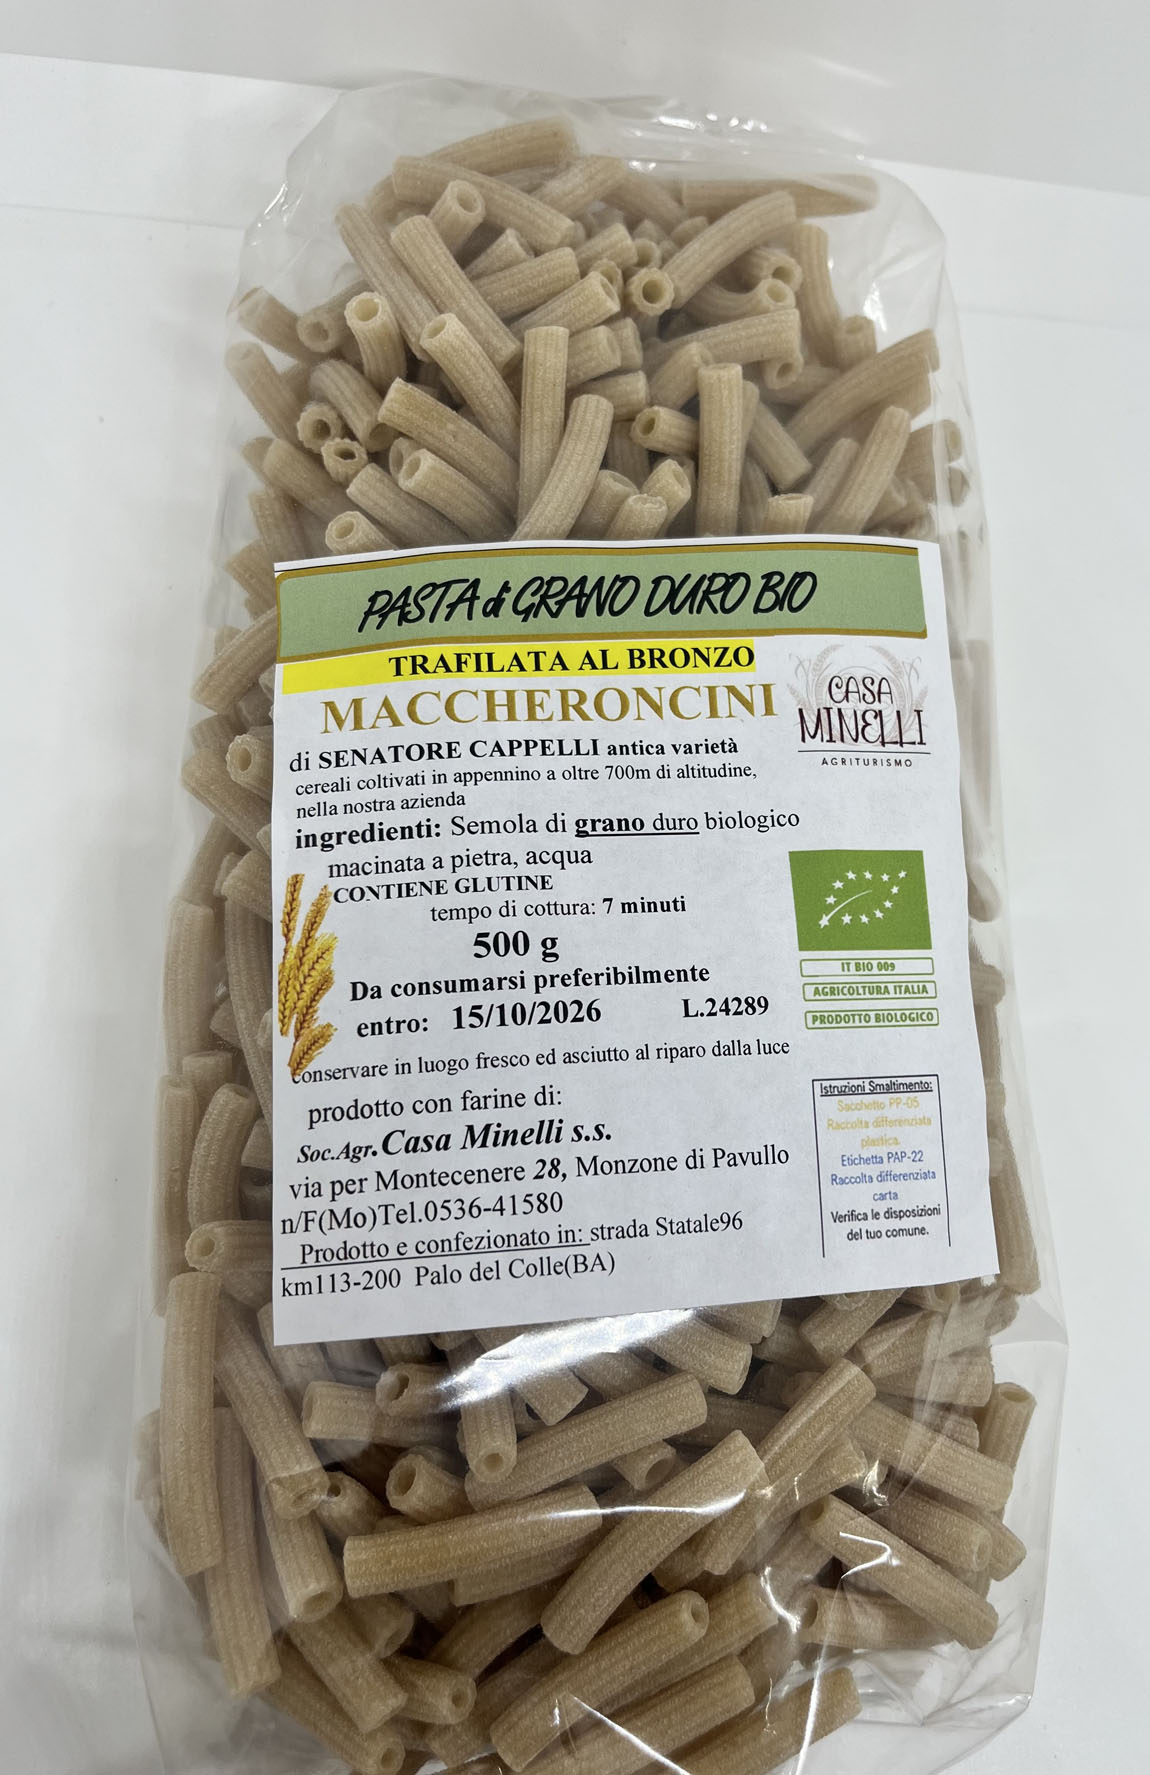 PASTA di GRANO DURO BIO
TRAFILATA AL BRONZO
MACCHERONCINI
CASA
MINELLI
AGRITURISMO
di SENATORE CAPPELLI antica varietà
cereali coltivati in appennino a oltre 700m di altitudine,
nella nostra azienda
ingredienti: Semola di grano duro biologico
macinata a pietra, acqua
CONTIENE GLUTINE
tempo di cottura: 7 minuti
500 g
Da consumarsi preferibilmente
entro: 15/10/2026 L.24289
conservare in luogo fresco ed asciutto al riparo dalla luce
IT BIO 009
AGRICOLTURA ITALIA
PRODOTTO BIOLOGICO
prodotto con farine di:
Soc.Agr.Casa Minelli s.s.
via per Montecenere 28, Monzone di Pavullo
n/F(Mo)Tel.0536-41580
Prodotto e confezionato in: strada Statale96
km113-200 Palo del Colle(BA)
Istruzioni Smaltimento:
Sacchetto PP-05
Raccolta differenziata
plastica.
Etichetta PAP-22
Raccolta differenziata
carta
Verifica le disposizioni
del tuo comune.